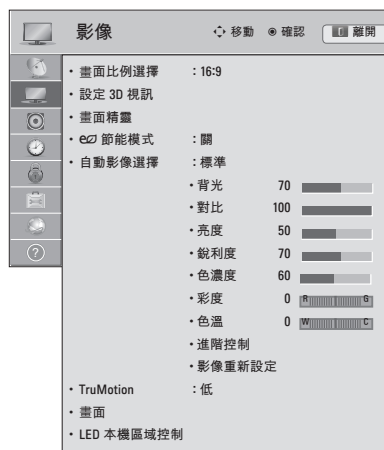 影像 移動 ◉ 確認 離開
・畫面比例選擇 : 16:9
・設定 3D 視訊
・畫面精靈
・e 節能模式 : 關
・自動影像選擇 : 標準
・背光 70
・對比 100
・亮度 50
・銳利度 70
・色濃度 60
・彩度 0 R G
・色溫 0 W C
・進階控制
・影像重新設定
・TruMotion : 低
・畫面
・LED 本機區域控制
?